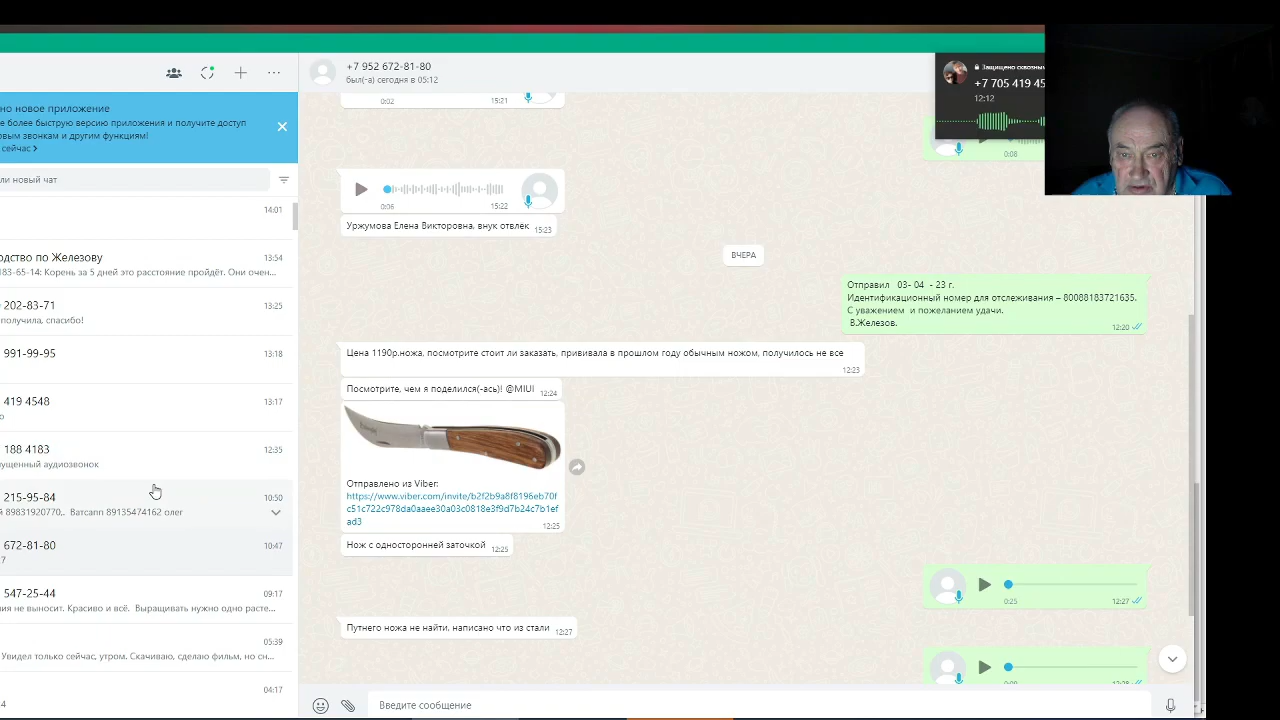 но новое приложение
е более быструю версию приложения и получите доступ
овым звонкам и другим функциям!
сейчас
ли новый чат
14:01
дство по Железову
13:54
183-65-14: Корень за 5 дней это расстояние пройдёт. Они очен...
202-83-71
13:25
получила, спасибо!
991-99-95
13:18
419 4548
13:17
о
188 4183
12:35
ущенный аудиозвонок
215-95-84
10:50
й 89831920770,. Ватсапп 89135474162 олег
672-81-80
10:47
7
547-25-44
09:17
ия не выносит. Красиво и всё. Выращивать нужно одно расте...
05:39
Увидел только сейчас, утром. Скачиваю, сделаю фильм, но сн...
04:17
4
+7 952 672-81-80
был(-а) сегодня в 05:12
0:02
15:21
Защищено сквозны
+7 705 419 45
12:12
0:08
0:06
15:22
Уржумова Елена Викторовна, внук отвлёк
15:23
ВЧЕРА
Отправил 03- 04 - 23 г.
Идентификационный номер для отслеживания – 80088183721635.
С уважением и пожеланием удачи.
В.Железов.
12:20
Цена 1190р.ножа, посмотрите стоит ли заказать, прививала в прошлом году обычным ножом, получилось не все
12:23
Посмотрите, чем я поделился(-ась)! @MIUI
12:24
Отправлено из Viber:
https://www.viber.com/invite/b2f2b9a8f8196eb70f
c51c722c978da0aaee30a03c0818e3f9d7b24b7b1ef
ad3
12:25
Нож с односторонней заточкой
12:25
0:25
12:27
Путнего ножа не найти, написано что из стали
12:27
Введите сообщение